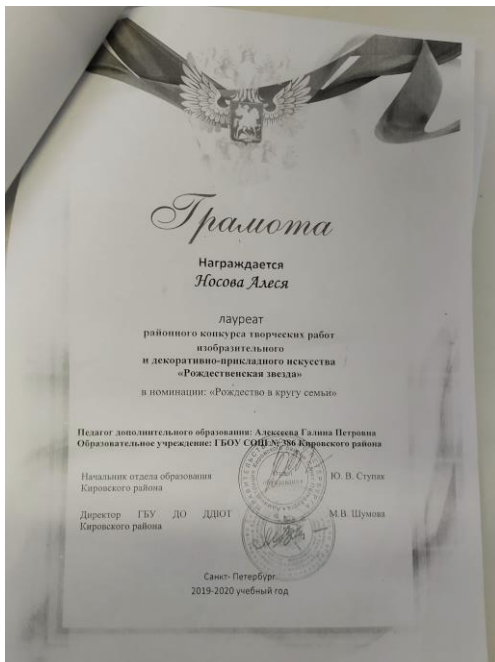 Грамота
Награждается
Носова Алеся
лауреат
районного конкурса творческих работ
изобразительного
и декоративно-прикладного искусства
«Рождественская звезда»
в номинации: «Рождество в кругу семьи»
Педагог дополнительного образования: Алексеева Галина Петровна
Образовательное учреждение: ГБОУ СОШ № 386 Кировского района
Начальник отдела образования Ю. В. Ступак
Кировского района
Директор ГБУ ДО ДДЮТ М.В. Шумова
Кировского района
Санкт- Петербург
2019-2020 учебный год